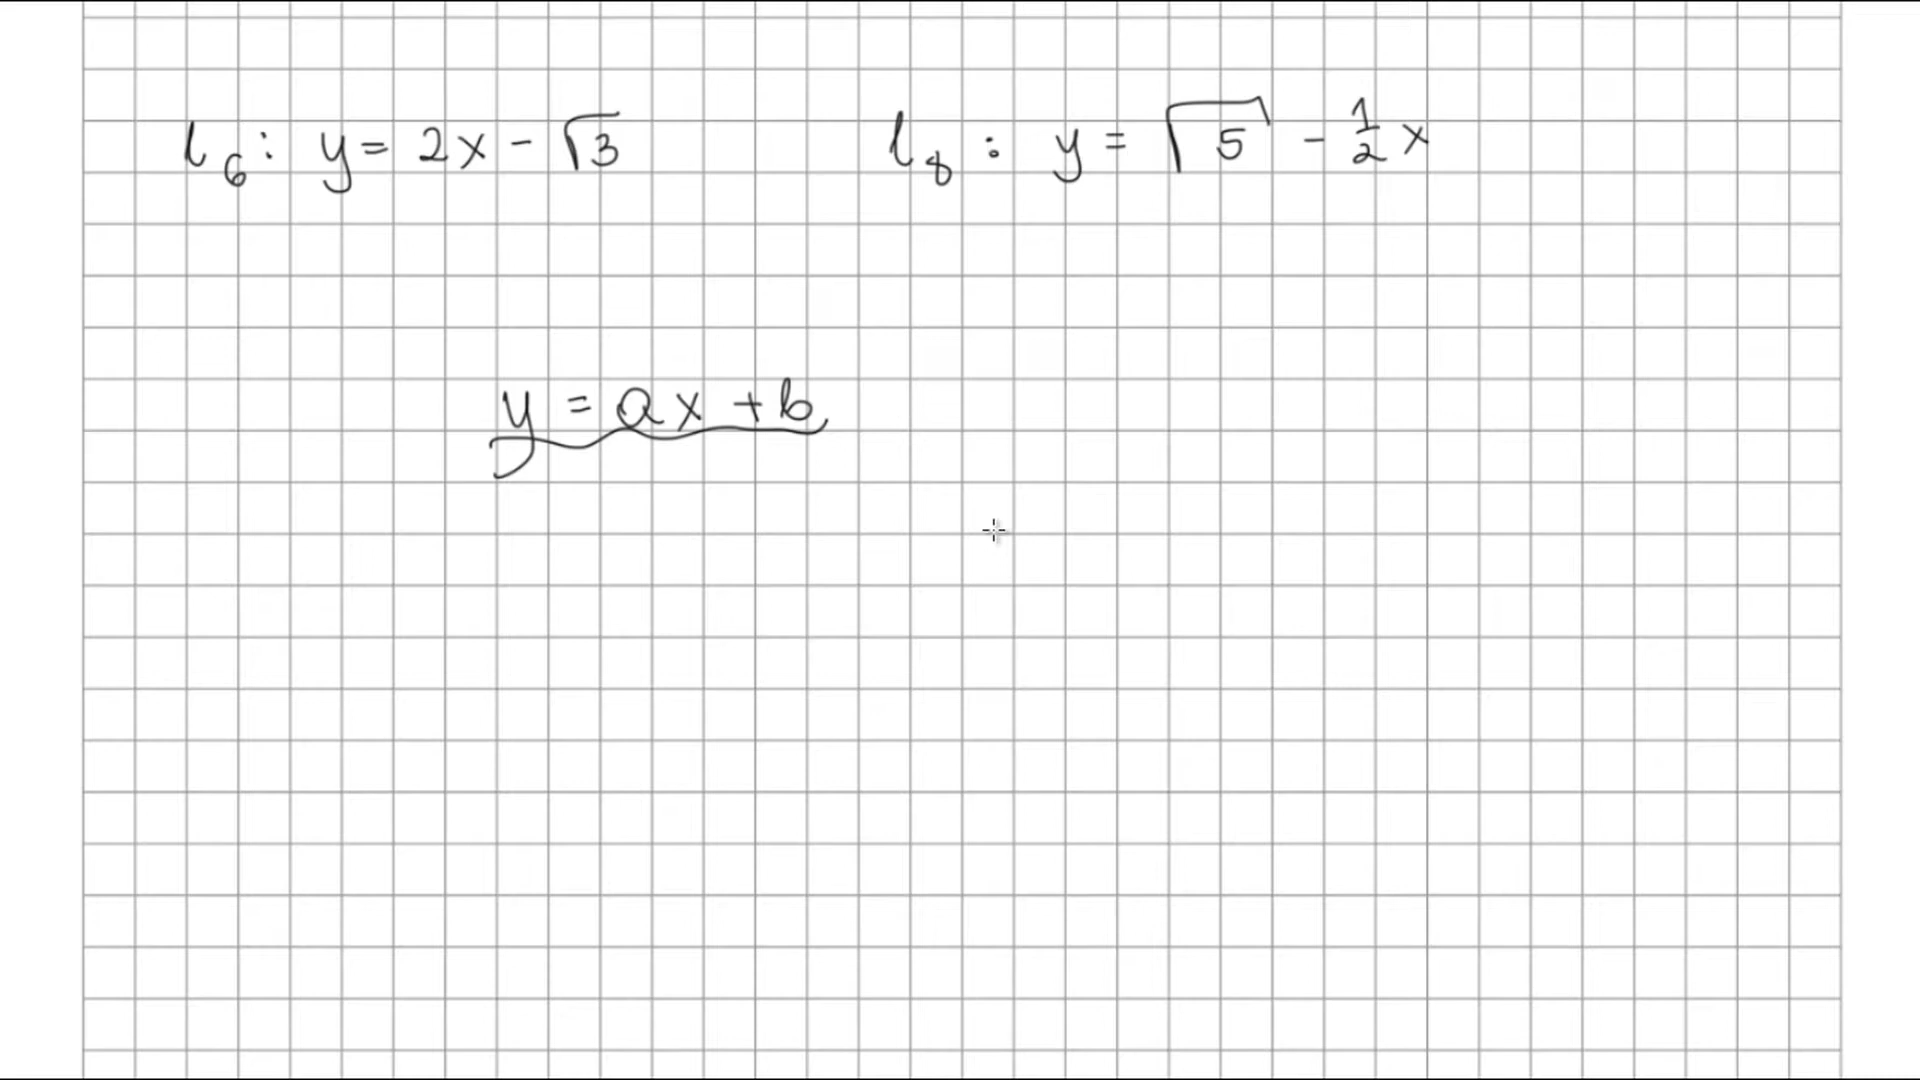 l₆: y = 2x - √3
l₈: y = √5 - ½x
y = ax + b